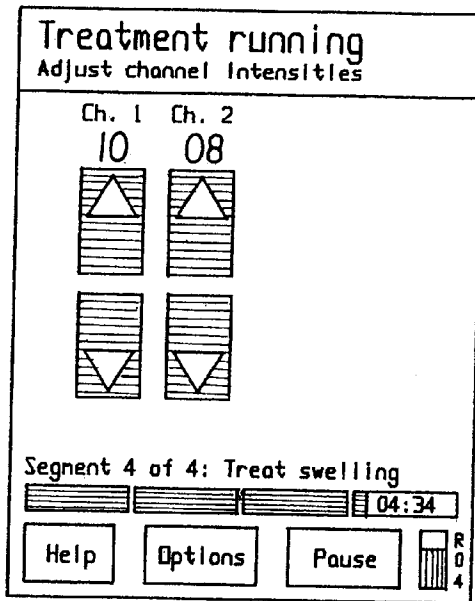 Treatment running
Adjust channel intensities
Ch. 1 Ch. 2
10 08
Segment 4 of 4: Treat swelling
04:34
Help Options Pause
R
0
4